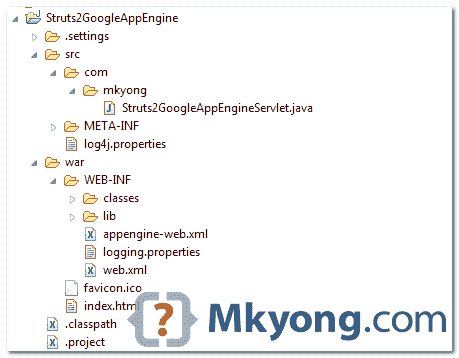 Struts2GoogleAppEngine
.settings
src
com
mkyong
Struts2GoogleAppEngineServlet.java
META-INF
log4j.properties
war
WEB-INF
classes
lib
appengine-web.xml
logging.properties
web.xml
favicon.ico
index.html
.classpath
.project
Mkyong.com